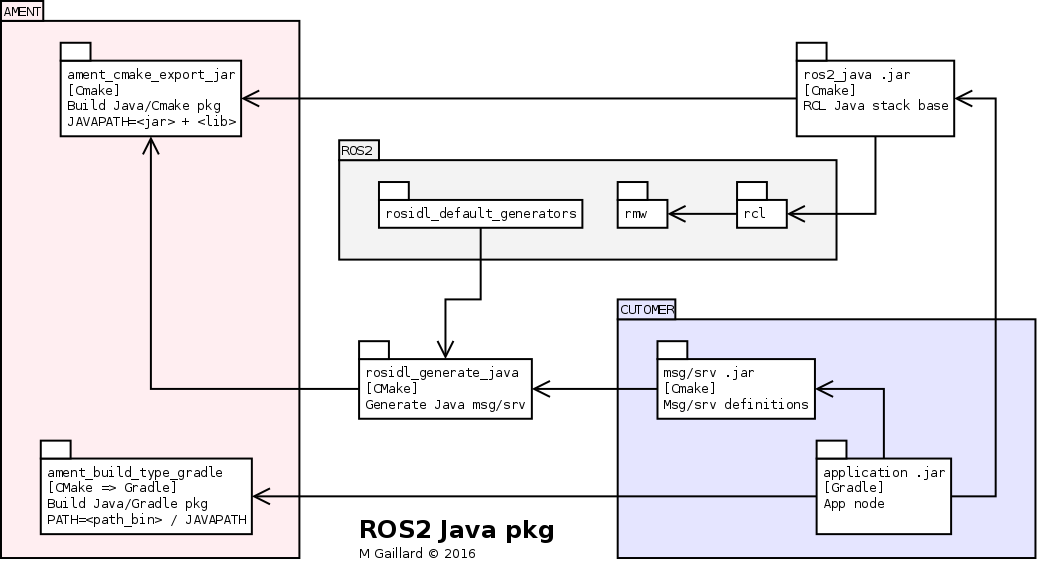 AMENT
ament_cmake_export_jar
[Cmake]
Build Java/Cmake pkg
JAVAPATH=<jar> + <lib>
ros2_java .jar
[Cmake]
RCL Java stack base
ROS2
rosidl_default_generators
rmw
rcl
CUTOMER
rosidl_generate_java
[CMake]
Generate Java msg/srv
msg/srv .jar
[Cmake]
Msg/srv definitions
ament_build_type_gradle
[CMake => Gradle]
Build Java/Gradle pkg
PATH=<path_bin> / JAVAPATH
application .jar
[Gradle]
App node
ROS2 Java pkg
M Gaillard © 2016